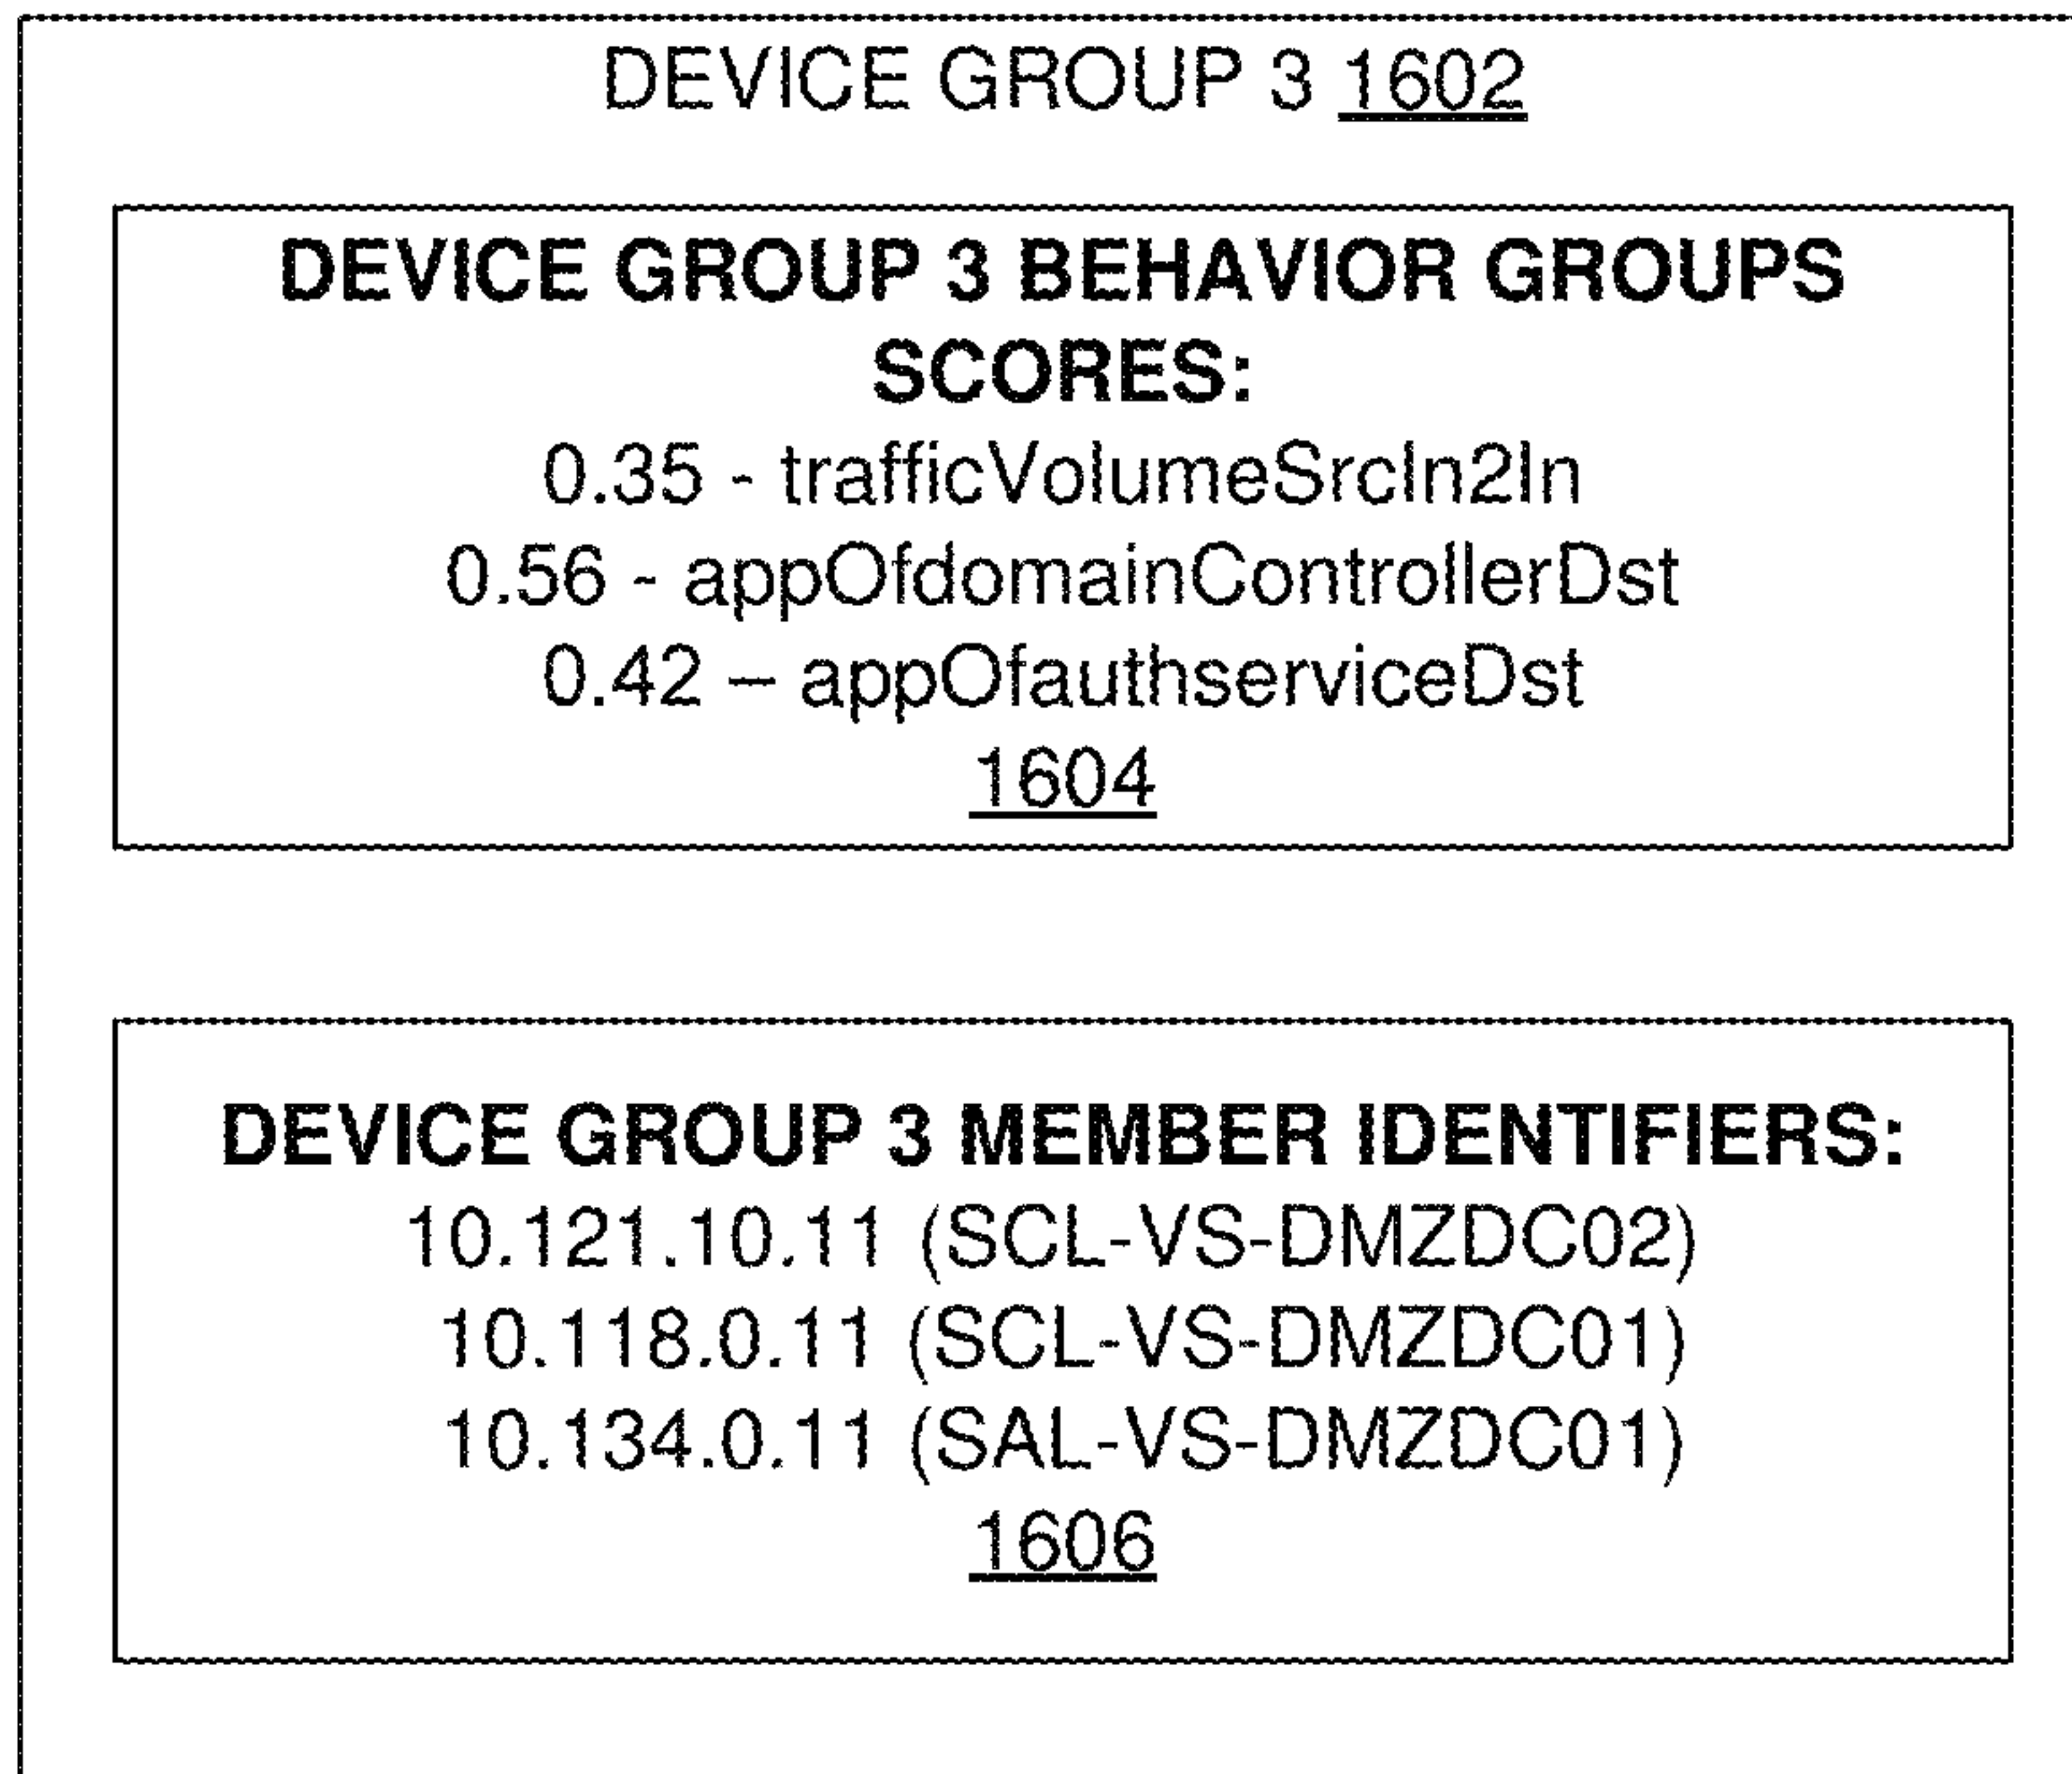 DEVICE GROUP 3 1602
DEVICE GROUP 3 BEHAVIOR GROUPS
SCORES:
0.35 - trafficVolumeSrcIn2In
0.56 - appOfdomainControllerDst
0.42 – appOfauthserviceDst
1604
DEVICE GROUP 3 MEMBER IDENTIFIERS:
10.121.10.11 (SCL-VS-DMZDC02)
10.118.0.11 (SCL-VS-DMZDC01)
10.134.0.11 (SAL-VS-DMZDC01)
1606